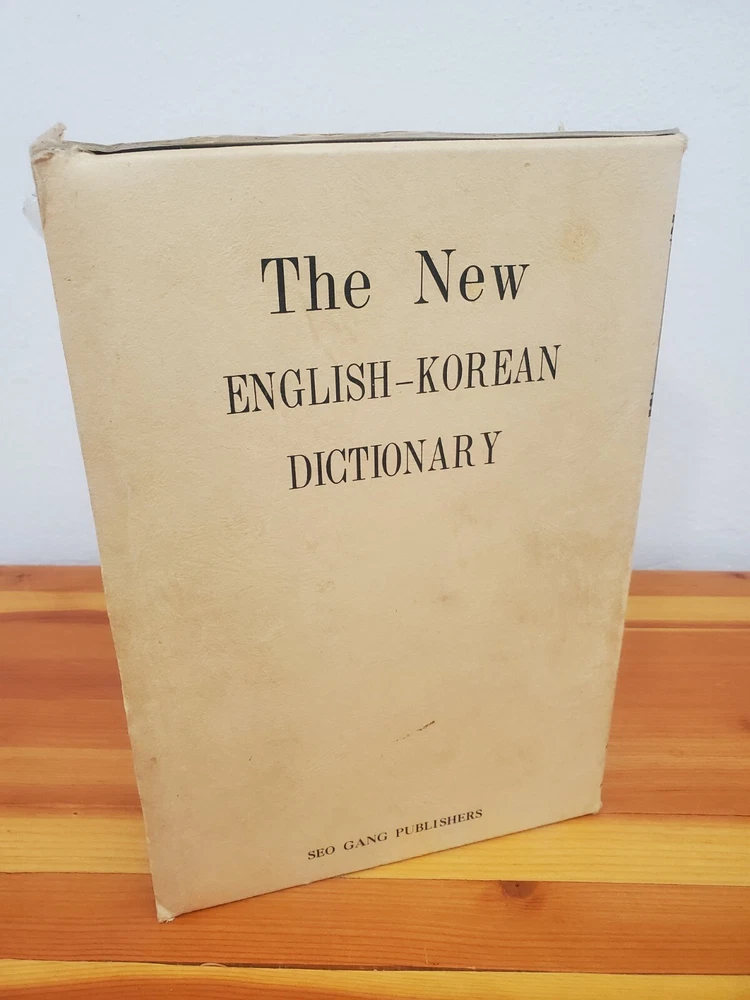 The New
ENGLISH-KOREAN
DICTIONARY
SEO GANG PUBLISHERS